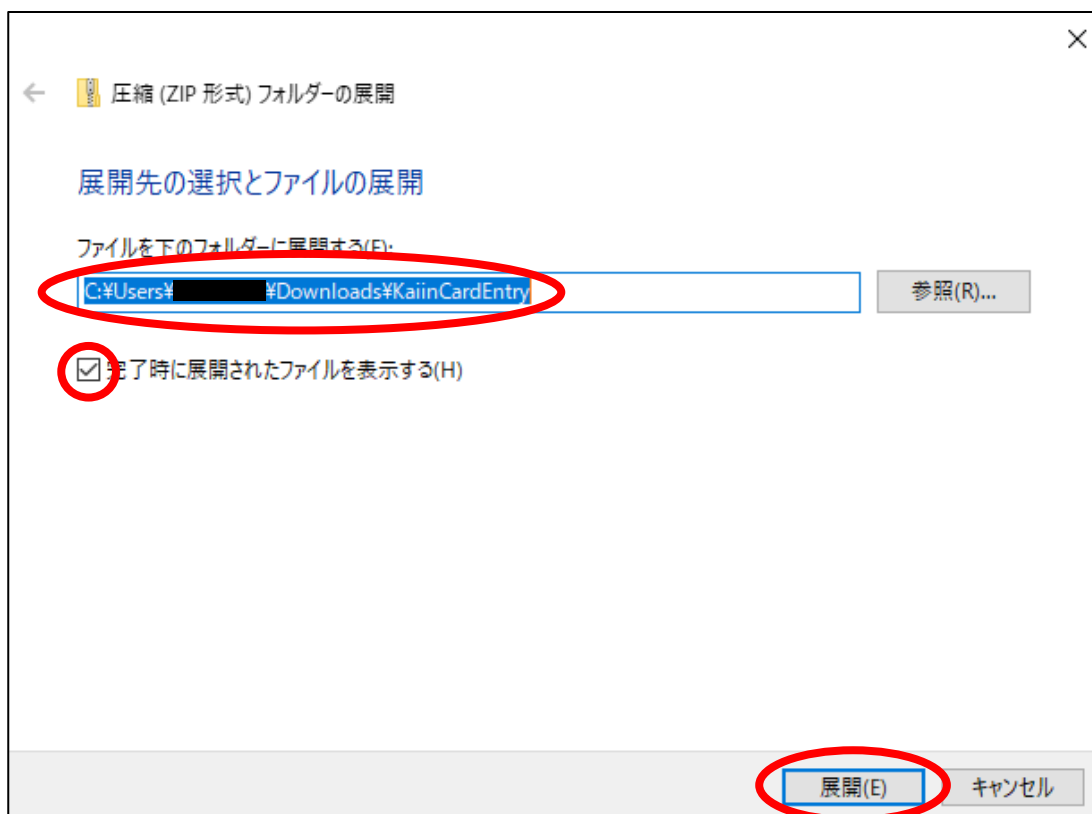 圧縮 (ZIP 形式) フォルダーの展開
展開先の選択とファイルの展開
ファイルを下のフォルダーに展開する(F):
C:¥Users¥ ¥Downloads¥KaiinCardEntry
参照(R)...
完了時に展開されたファイルを表示する(H)
展開(E)
キャンセル